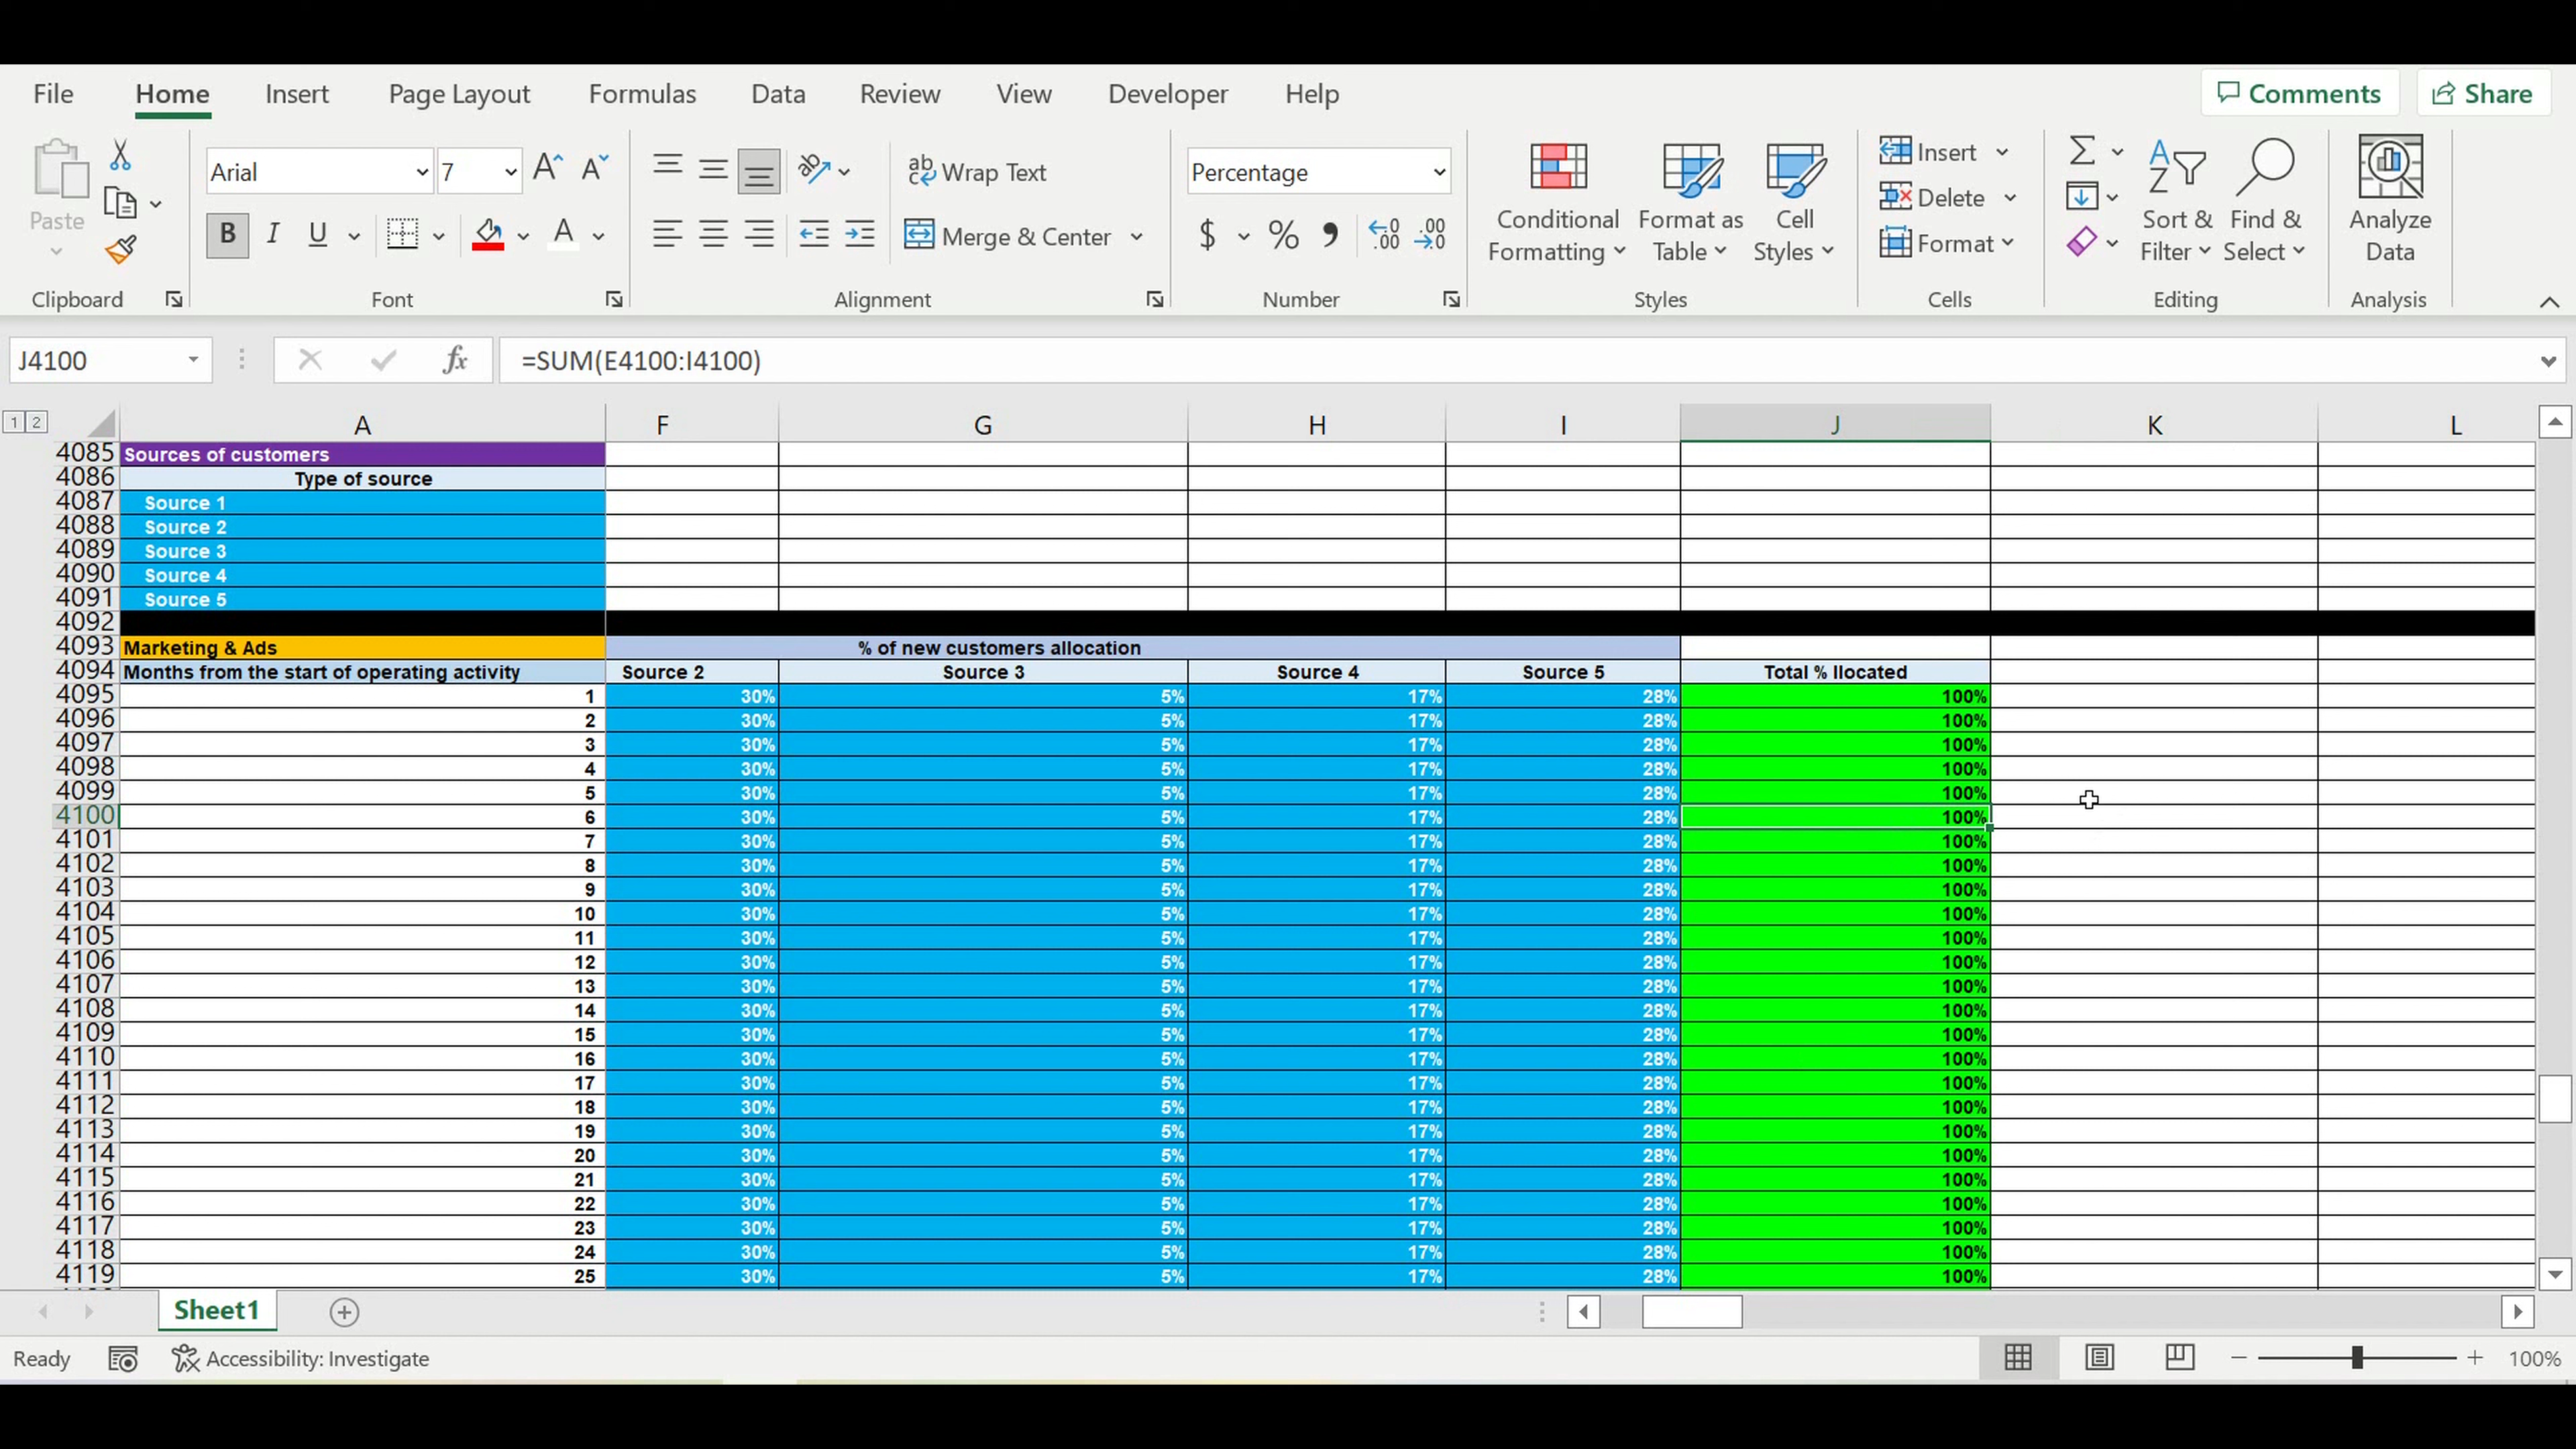 File Home Insert Page Layout Formulas Data Review View Developer Help Comments Share
Paste
Clipboard
Arial 7
B I U A
Font
Wrap Text
Merge & Center
Alignment
Percentage
$ % , .00 .00
Number
Conditional Formatting
Format as Table
Cell Styles
Styles
Insert
Delete
Format
Cells
Sort & Filter
Find & Select
Editing
Analyze Data
Analysis
J4100 fx =SUM(E4100:I4100)
1 2 A F G H I J K L
4085 Sources of customers
4086 Type of source
4087 Source 1
4088 Source 2
4089 Source 3
4090 Source 4
4091 Source 5
4092
4093 Marketing & Ads % of new customers allocation
4094 Months from the start of operating activity Source 2 Source 3 Source 4 Source 5 Total % llocated
4095 1 30% 5% 17% 28% 100%
4096 2 30% 5% 17% 28% 100%
4097 3 30% 5% 17% 28% 100%
4098 4 30% 5% 17% 28% 100%
4099 5 30% 5% 17% 28% 100%
4100 6 30% 5% 17% 28% 100%
4101 7 30% 5% 17% 28% 100%
4102 8 30% 5% 17% 28% 100%
4103 9 30% 5% 17% 28% 100%
4104 10 30% 5% 17% 28% 100%
4105 11 30% 5% 17% 28% 100%
4106 12 30% 5% 17% 28% 100%
4107 13 30% 5% 17% 28% 100%
4108 14 30% 5% 17% 28% 100%
4109 15 30% 5% 17% 28% 100%
4110 16 30% 5% 17% 28% 100%
4111 17 30% 5% 17% 28% 100%
4112 18 30% 5% 17% 28% 100%
4113 19 30% 5% 17% 28% 100%
4114 20 30% 5% 17% 28% 100%
4115 21 30% 5% 17% 28% 100%
4116 22 30% 5% 17% 28% 100%
4117 23 30% 5% 17% 28% 100%
4118 24 30% 5% 17% 28% 100%
4119 25 30% 5% 17% 28% 100%
Sheet1
Ready Accessibility: Investigate 100%